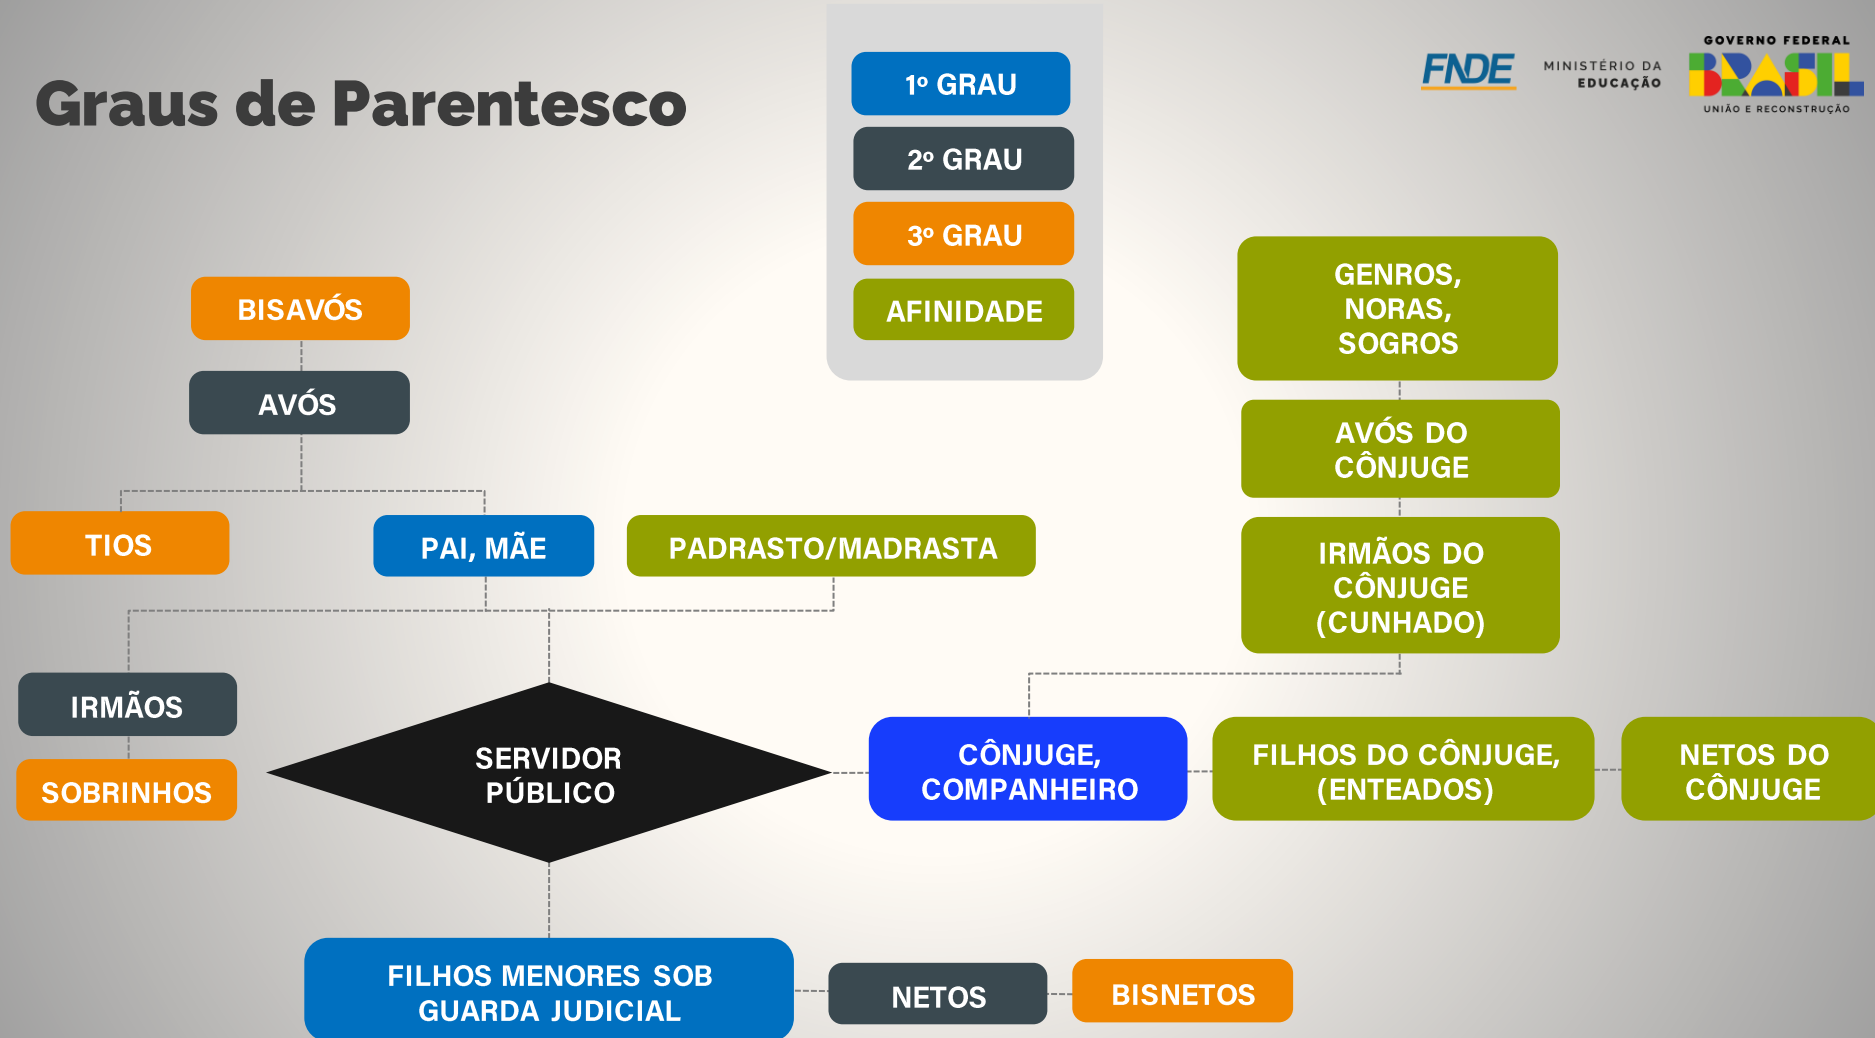 Graus de Parentesco
1º GRAU
2º GRAU
3º GRAU
AFINIDADE
FNDE
MINISTÉRIO DA
EDUCAÇÃO
GOVERNO FEDERAL
BRASIL
UNIÃO E RECONSTRUÇÃO
BISAVÓS
AVÓS
TIOS
PAI, MÃE
PADRASTO/MADRASTA
GENROS,
NORAS,
SOGROS
AVÓS DO
CÔNJUGE
IRMÃOS DO
CÔNJUGE
(CUNHADO)
IRMÃOS
SOBRINHOS
SERVIDOR
PÚBLICO
CÔNJUGE,
COMPANHEIRO
FILHOS DO CÔNJUGE,
(ENTEADOS)
NETOS DO
CÔNJUGE
FILHOS MENORES SOB
GUARDA JUDICIAL
NETOS
BISNETOS